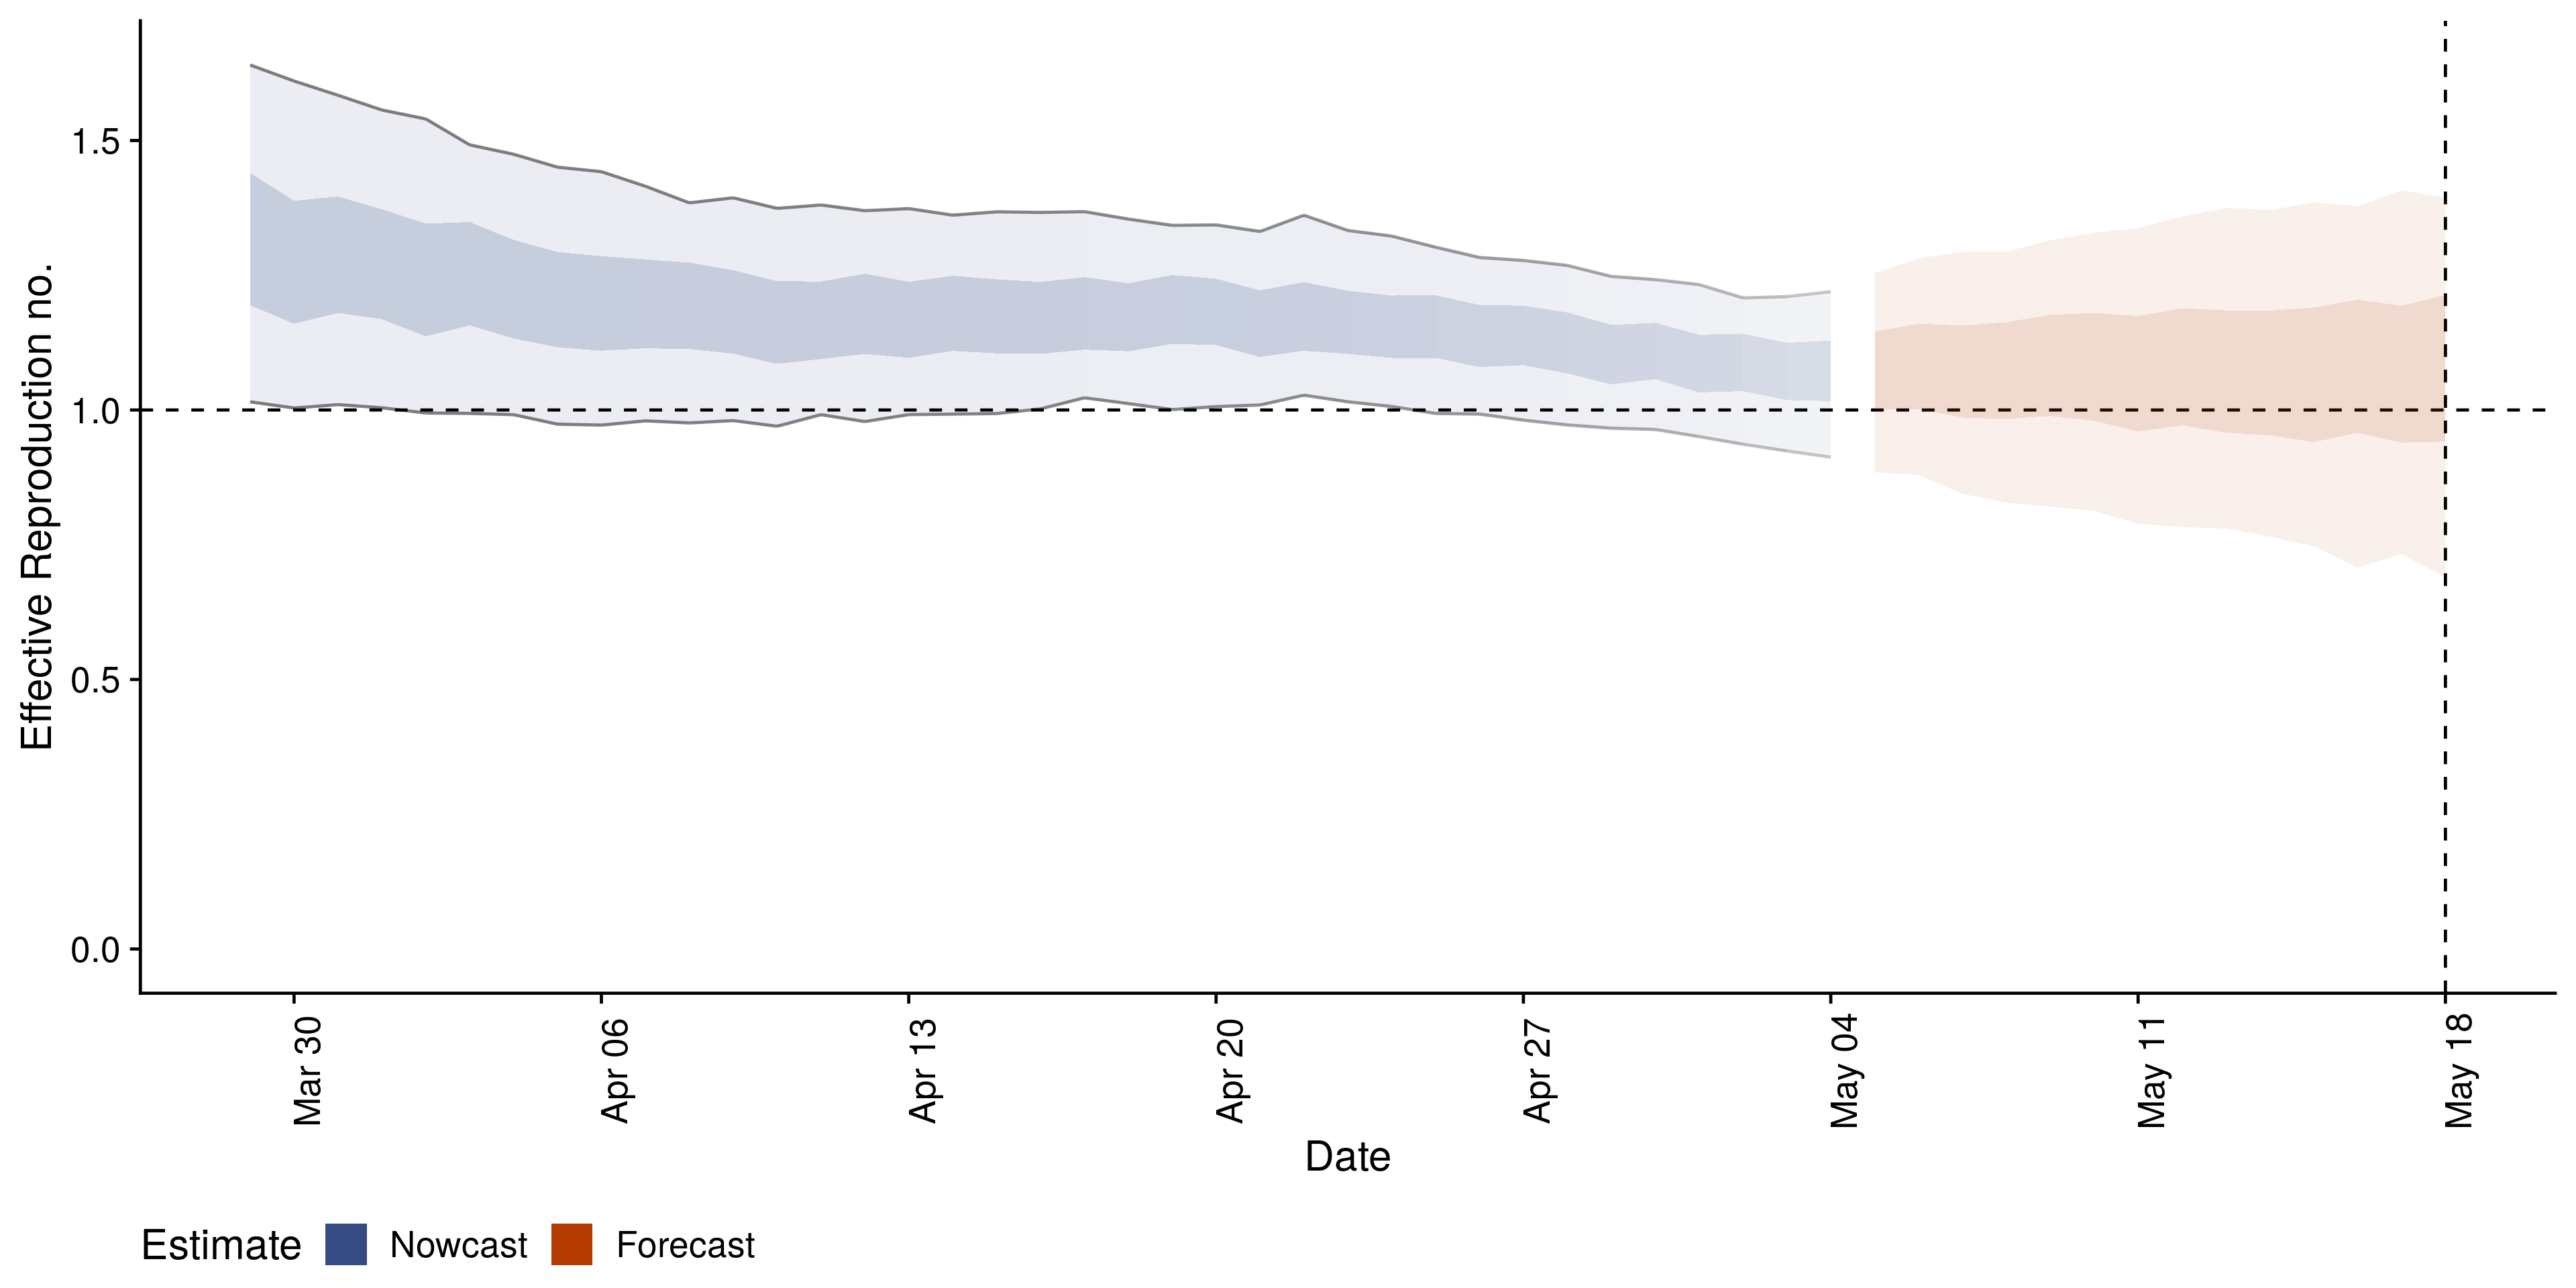 Effective Reproduction no.
1.5
1.0
0.5
0.0
Mar 30
Apr 06
Apr 13
Apr 20
Apr 27
May 04
May 11
May 18
Date
Estimate Nowcast Forecast